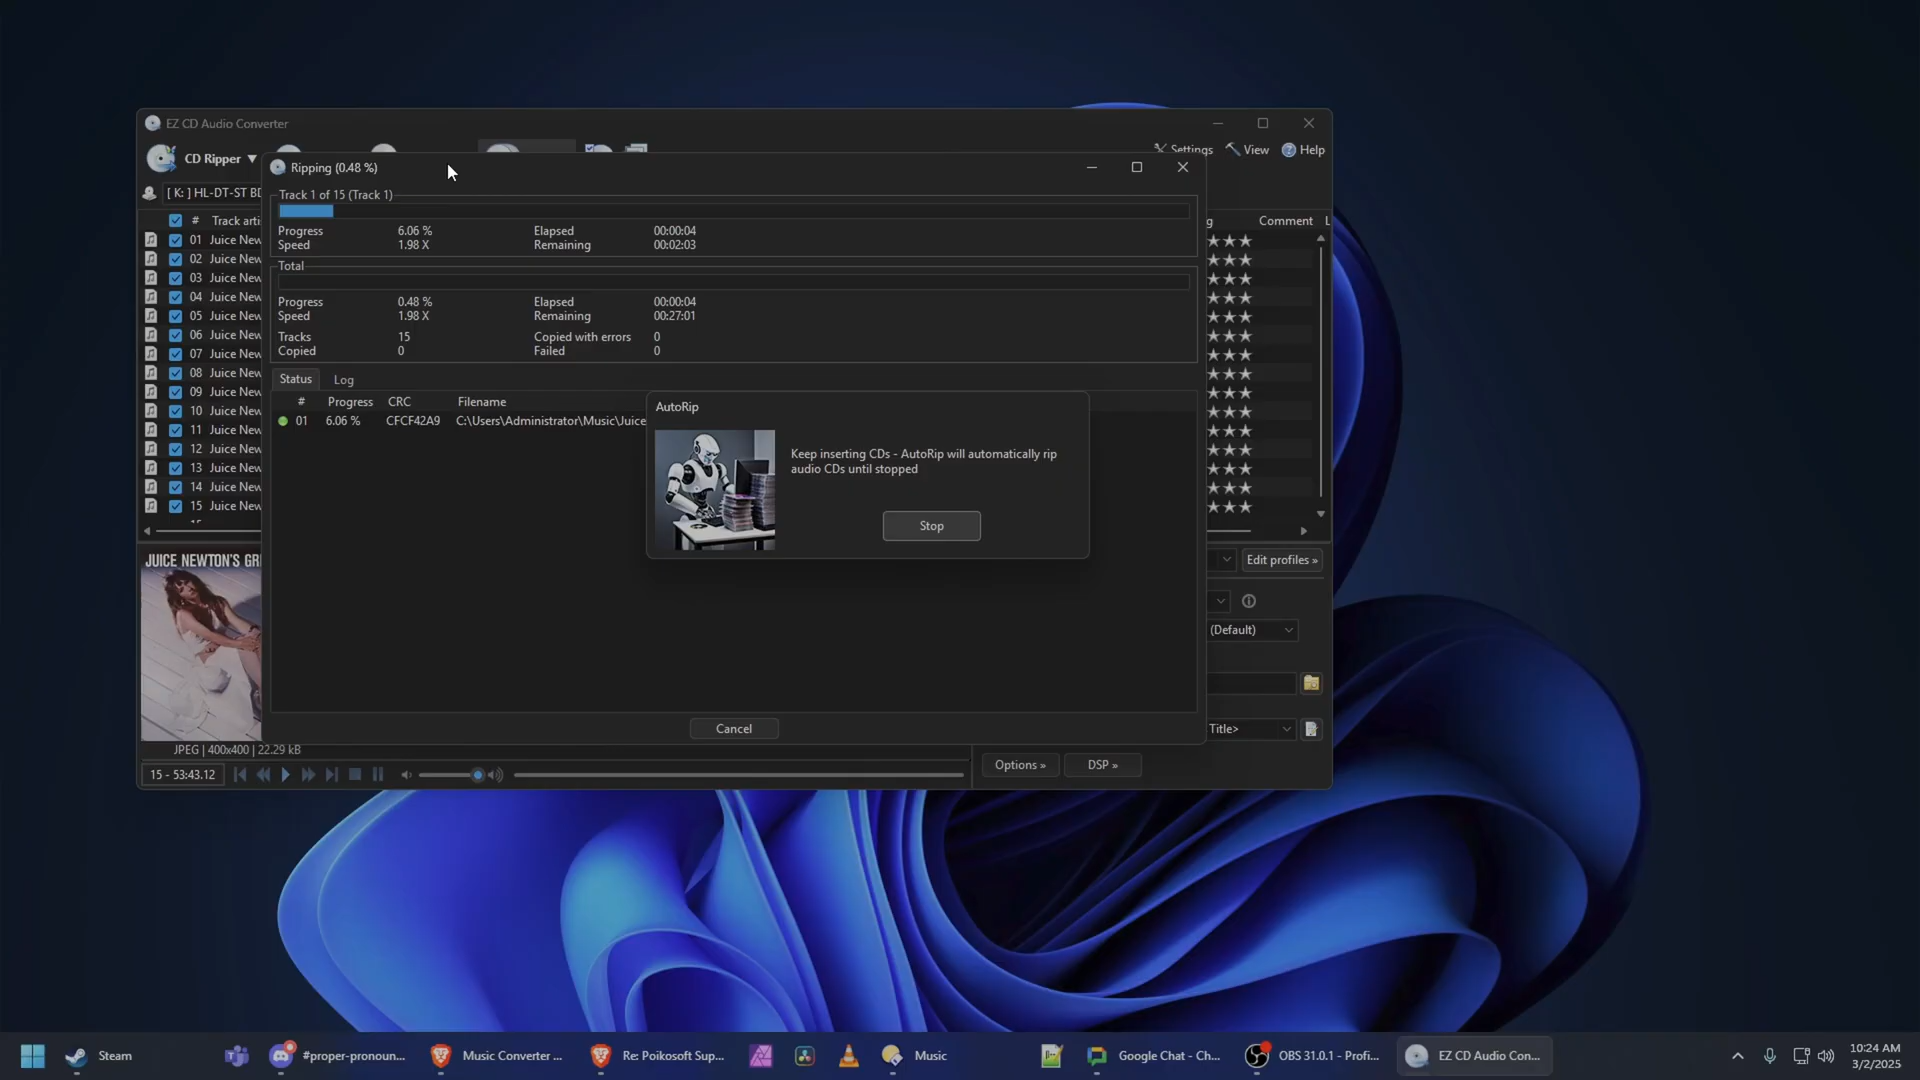 EZ CD Audio Converter
CD Ripper
Settings
View
Help
Ripping (0.48 %)
[ K: ] HL-DT-ST BD
Track 1 of 15 (Track 1)
Progress 6.06 % Elapsed 00:00:04
Speed 1.98 X Remaining 00:02:03
Total
Progress 0.48 % Elapsed 00:00:04
Speed 1.98 X Remaining 00:27:01
Tracks 15 Copied with errors 0
Copied 0 Failed 0
Status Log
# Progress CRC Filename
01 6.06 % CFCF42A9 C:\Users\Administrator\Music\Juice
AutoRip
Keep inserting CDs - AutoRip will automatically rip
audio CDs until stopped
Stop
Cancel
# Track arti
01 Juice New
02 Juice New
03 Juice New
04 Juice New
05 Juice New
06 Juice New
07 Juice New
08 Juice New
09 Juice New
10 Juice New
11 Juice New
12 Juice New
13 Juice New
14 Juice New
15 Juice New
g Comment L
JUICE NEWTON'S GR
JPEG | 400x400 | 22.29 kB
15 - 53:43.12
Edit profiles »
(Default)
Title>
Options »
DSP »
Steam
#proper-pronoun...
Music Converter ...
Re: Poikosoft Sup...
Music
Google Chat - Ch...
OBS 31.0.1 - Profi...
EZ CD Audio Con...
10:24 AM
3/2/2025